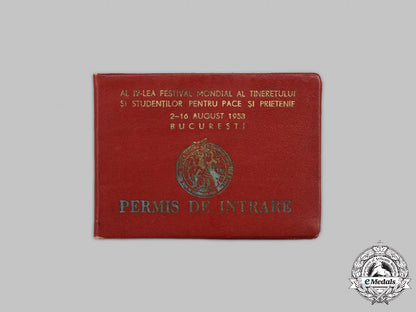 AL IV-LEA FESTIVAL MONDIAL AL TINERETULUI
ȘI STUDENȚILOR PENTRU PACE ȘI PRIETENIE
2-16 AUGUST 1953
BUCUREȘTI
PERMIS DE INTRARE
eMedals